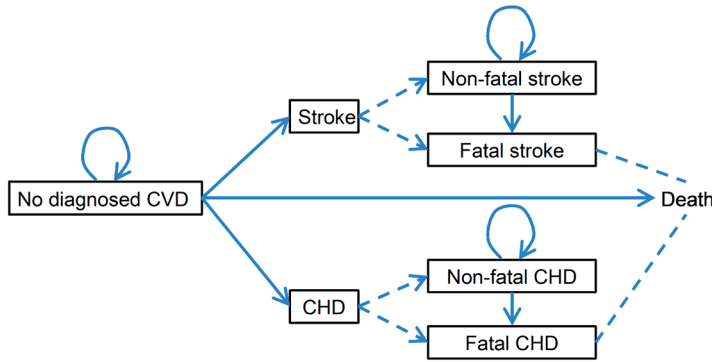 Non-fatal stroke
Stroke
Fatal stroke
No diagnosed CVD
Death
Non-fatal CHD
CHD
Fatal CHD